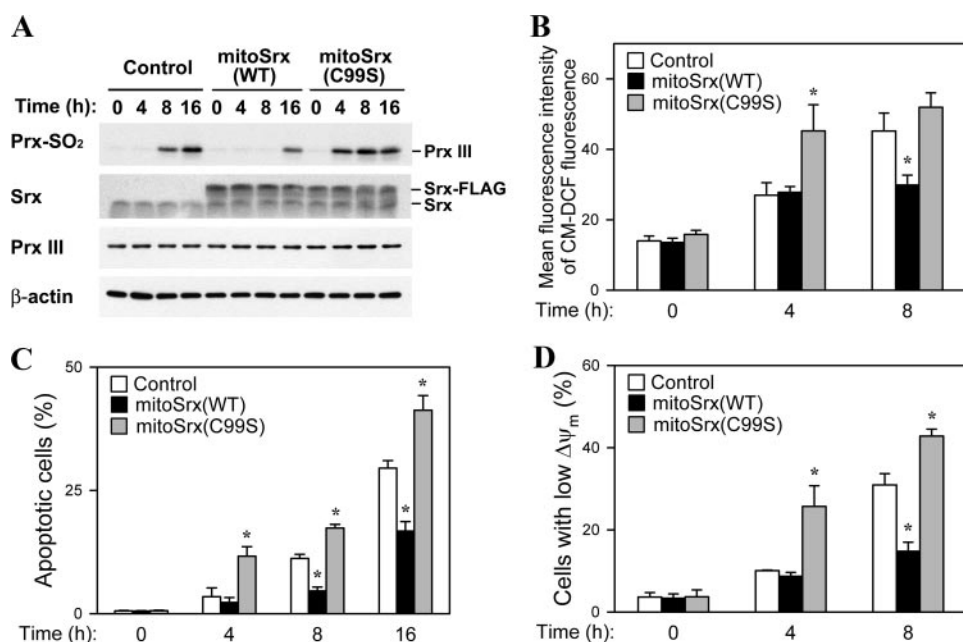 A
Control
mitoSrx
(WT)
mitoSrx
(C99S)
Time (h): 0 4 8 16 0 4 8 16 0 4 8 16
Prx-SO₂
Prx III
Srx
Srx-FLAG
Srx
Prx III
β-actin
B
Mean fluorescence intensity
of CM-DCF fluorescence
60
40
20
0
Control
mitoSrx(WT)
mitoSrx(C99S)
*
*
Time (h): 0 4 8
C
Apoptotic cells (%)
50
25
0
Control
mitoSrx(WT)
mitoSrx(C99S)
*
*
*
*
*
Time (h): 0 4 8 16
D
Cells with low Δψm (%)
60
40
20
0
Control
mitoSrx(WT)
mitoSrx(C99S)
*
*
*
Time (h): 0 4 8